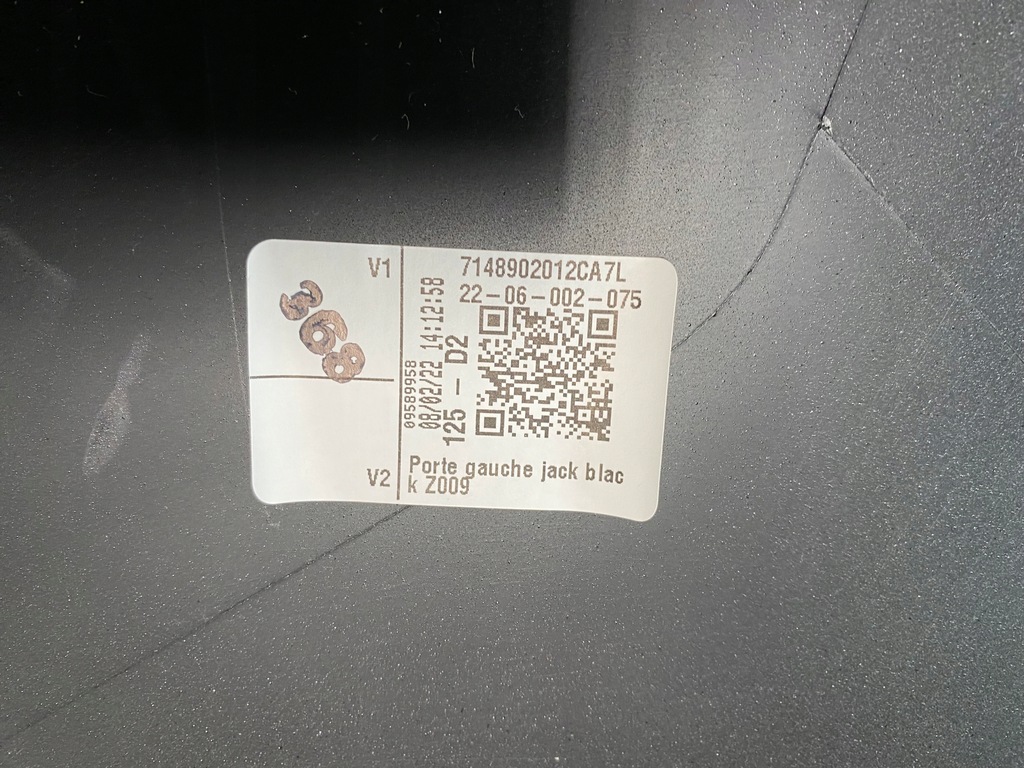 V1
398
V2
7148902012CA7L
22-06-002-075
09589958
08/02/22 14:12:58
125 - D2
Porte gauche jack blac
k Z009